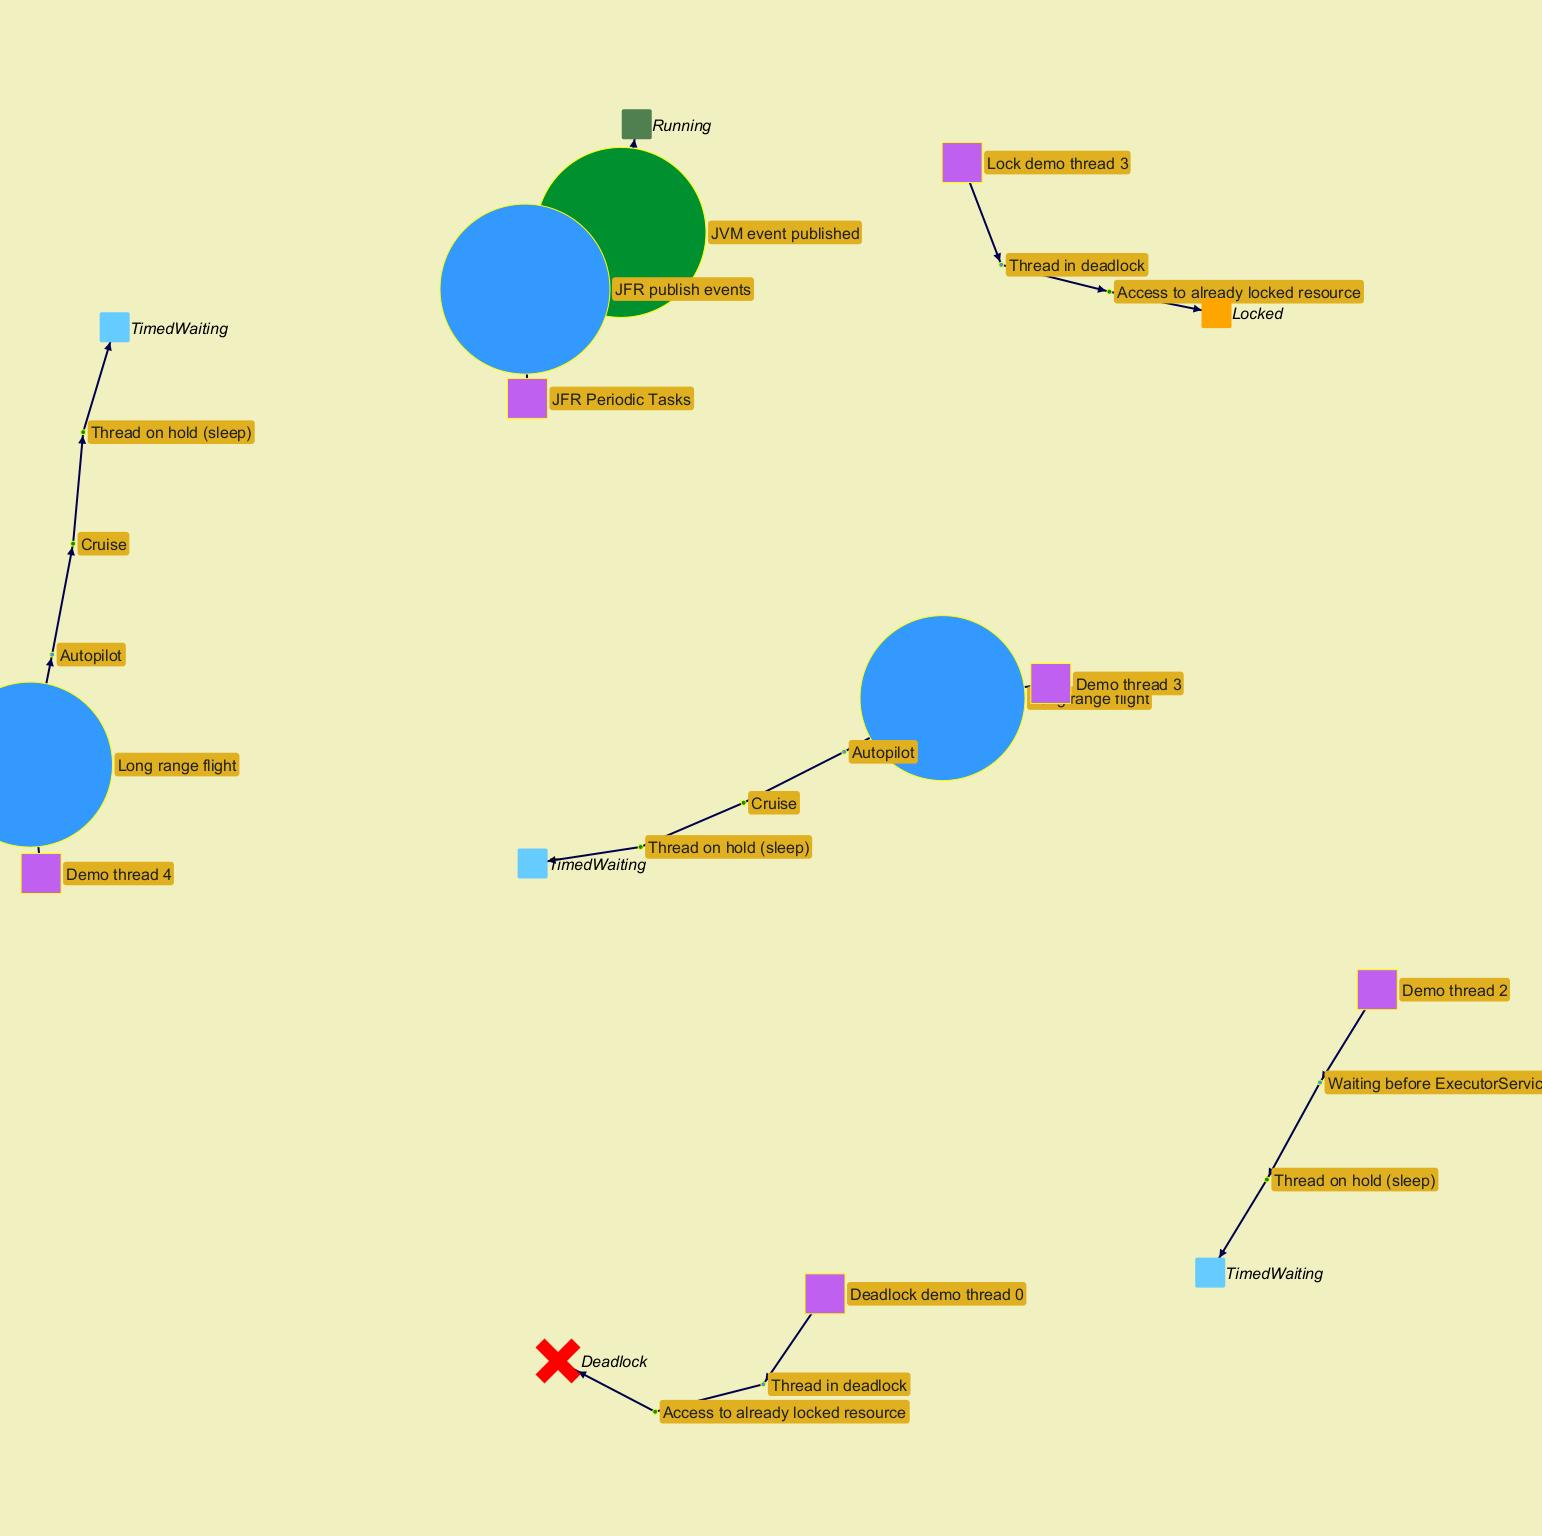 Running
Lock demo thread 3
JVM event published
Thread in deadlock
JFR publish events
Access to already locked resource
Locked
TimedWaiting
JFR Periodic Tasks
Thread on hold (sleep)
Cruise
Autopilot
Demo thread 3
range flight
Long range flight
Autopilot
Cruise
Thread on hold (sleep)
TimedWaiting
Demo thread 4
Demo thread 2
Waiting before
Thread on hold (sleep)
TimedWaiting
Deadlock demo thread 0
Deadlock
Thread in deadlock
Access to already locked resource